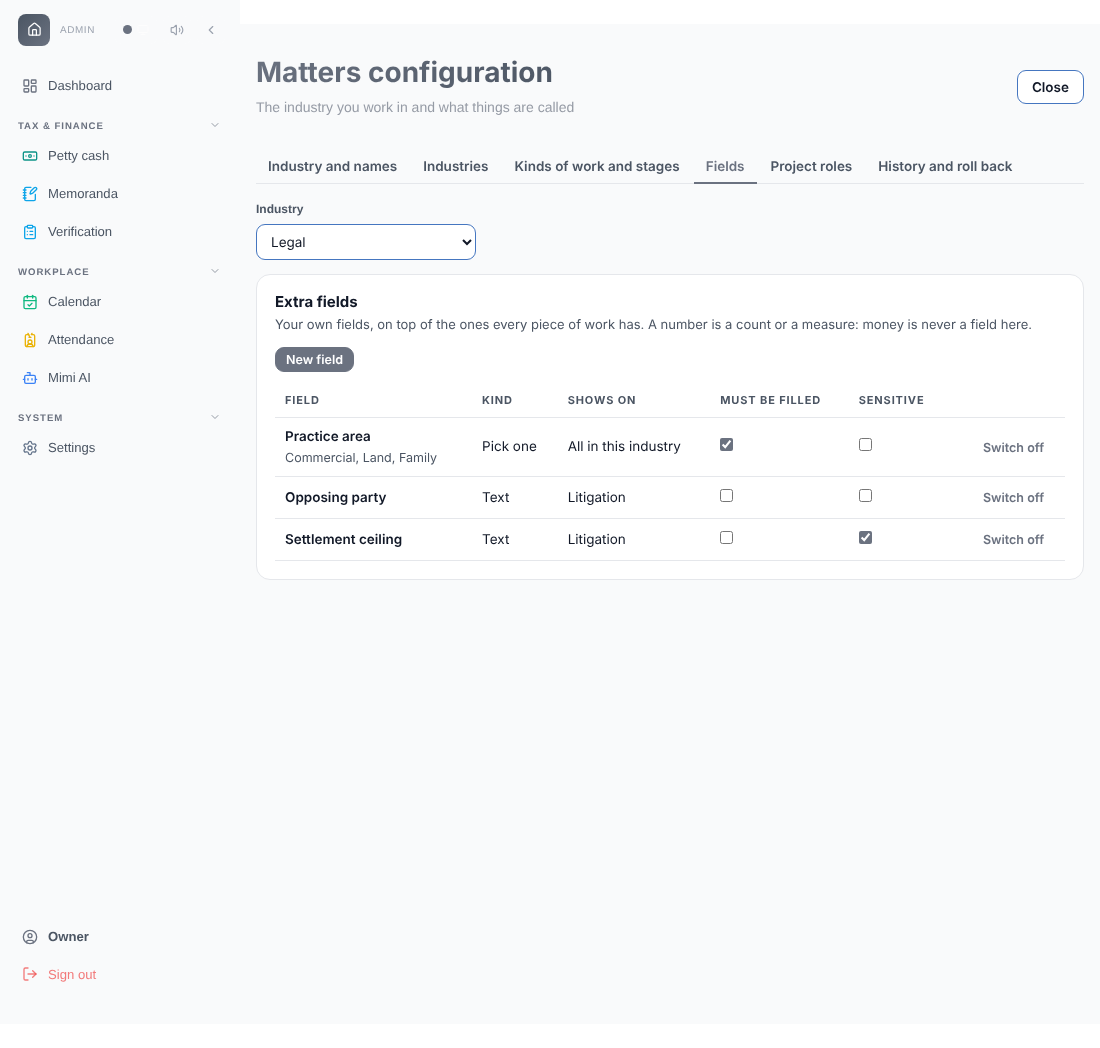 ADMIN
Dashboard
TAX & FINANCE
Petty cash
Memoranda
Verification
WORKPLACE
Calendar
Attendance
Mimi AI
SYSTEM
Settings
Owner
Sign out
Matters configuration
The industry you work in and what things are called
Close
Industry and names Industries Kinds of work and stages Fields Project roles History and roll back
Industry
Legal
Extra fields
Your own fields, on top of the ones every piece of work has. A number is a count or a measure: money is never a field here.
New field
FIELD KIND SHOWS ON MUST BE FILLED SENSITIVE
Practice area Pick one All in this industry Switch off
Commercial, Land, Family
Opposing party Text Litigation Switch off
Settlement ceiling Text Litigation Switch off